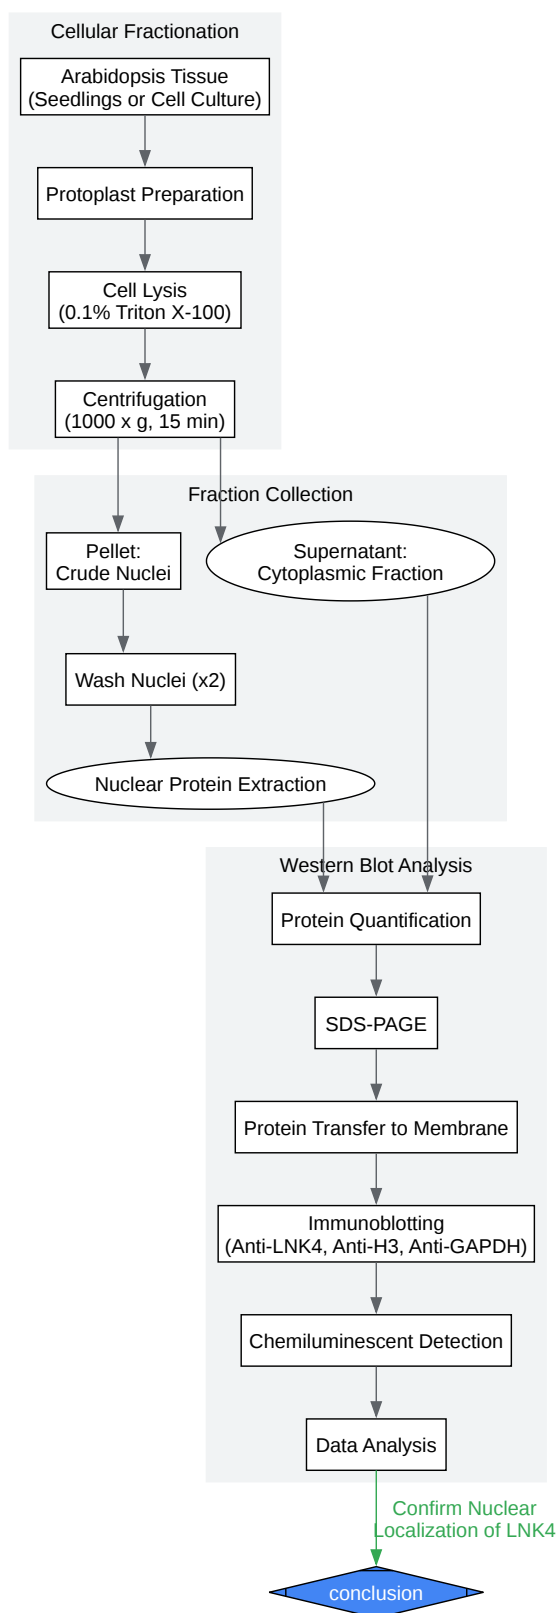 Cellular Fractionation
Arabidopsis Tissue
(Seedlings or Cell Culture)
Protoplast Preparation
Cell Lysis
(0.1% Triton X-100)
Centrifugation
(1000 x g, 15 min)
Fraction Collection
Pellet:
Crude Nuclei
Supernatant:
Cytoplasmic Fraction
Wash Nuclei (x2)
Nuclear Protein Extraction
Western Blot Analysis
Protein Quantification
SDS-PAGE
Protein Transfer to Membrane
Immunoblotting
(Anti-LNK4, Anti-H3, Anti-GAPDH)
Chemiluminescent Detection
Data Analysis
Confirm Nuclear
Localization of LNK4
conclusion